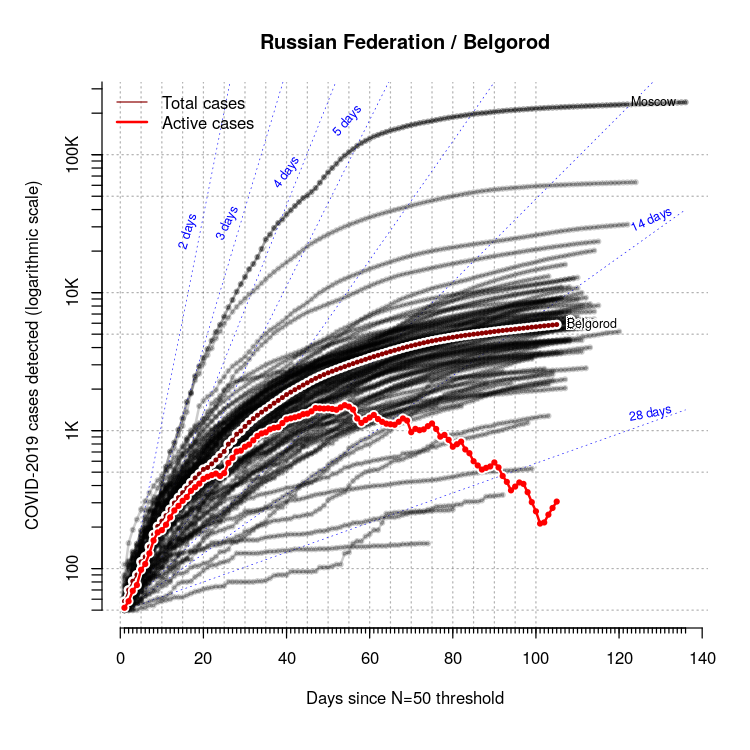 Russian Federation / Belgorod
Total cases
Active cases
Moscow
2 days
3 days
4 days
5 days
14 days
Belgorod
28 days
COVID-2019 cases detected (logarithmic scale)
100K
10K
1K
100
0 20 40 60 80 100 120 140
Days since N=50 threshold